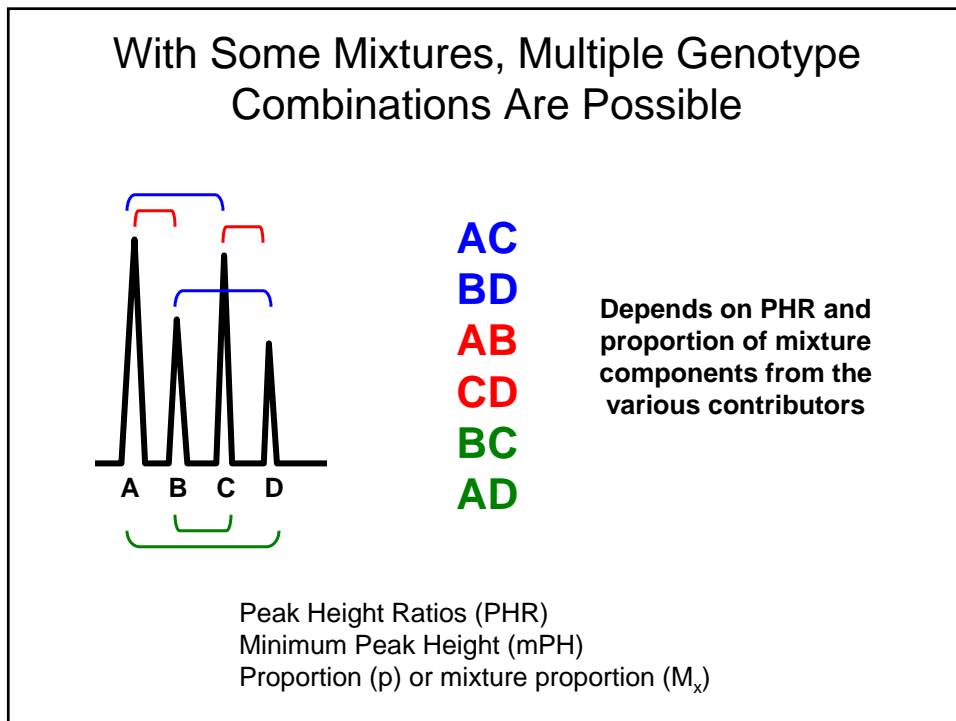 With Some Mixtures, Multiple Genotype
Combinations Are Possible
A B C D
AC
BD
AB
CD
BC
AD
Depends on PHR and
proportion of mixture
components from the
various contributors
Peak Height Ratios (PHR)
Minimum Peak Height (mPH)
Proportion (p) or mixture proportion (Mx)